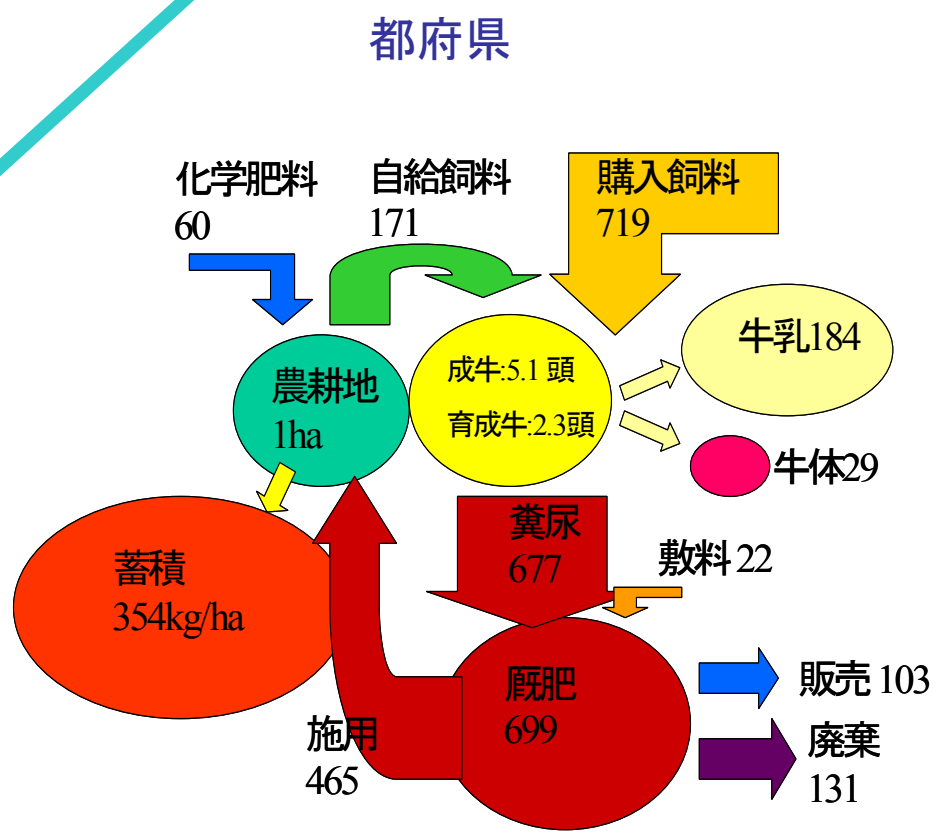 都府県
化学肥料
60
自給飼料
171
購入飼料
719
牛乳184
成牛:5.1 頭
育成牛:2.3頭
農耕地
1ha
牛体29
糞尿
677
敷料 22
蓄積
354kg/ha
厩肥
699
販売 103
施用
465
廃棄
131